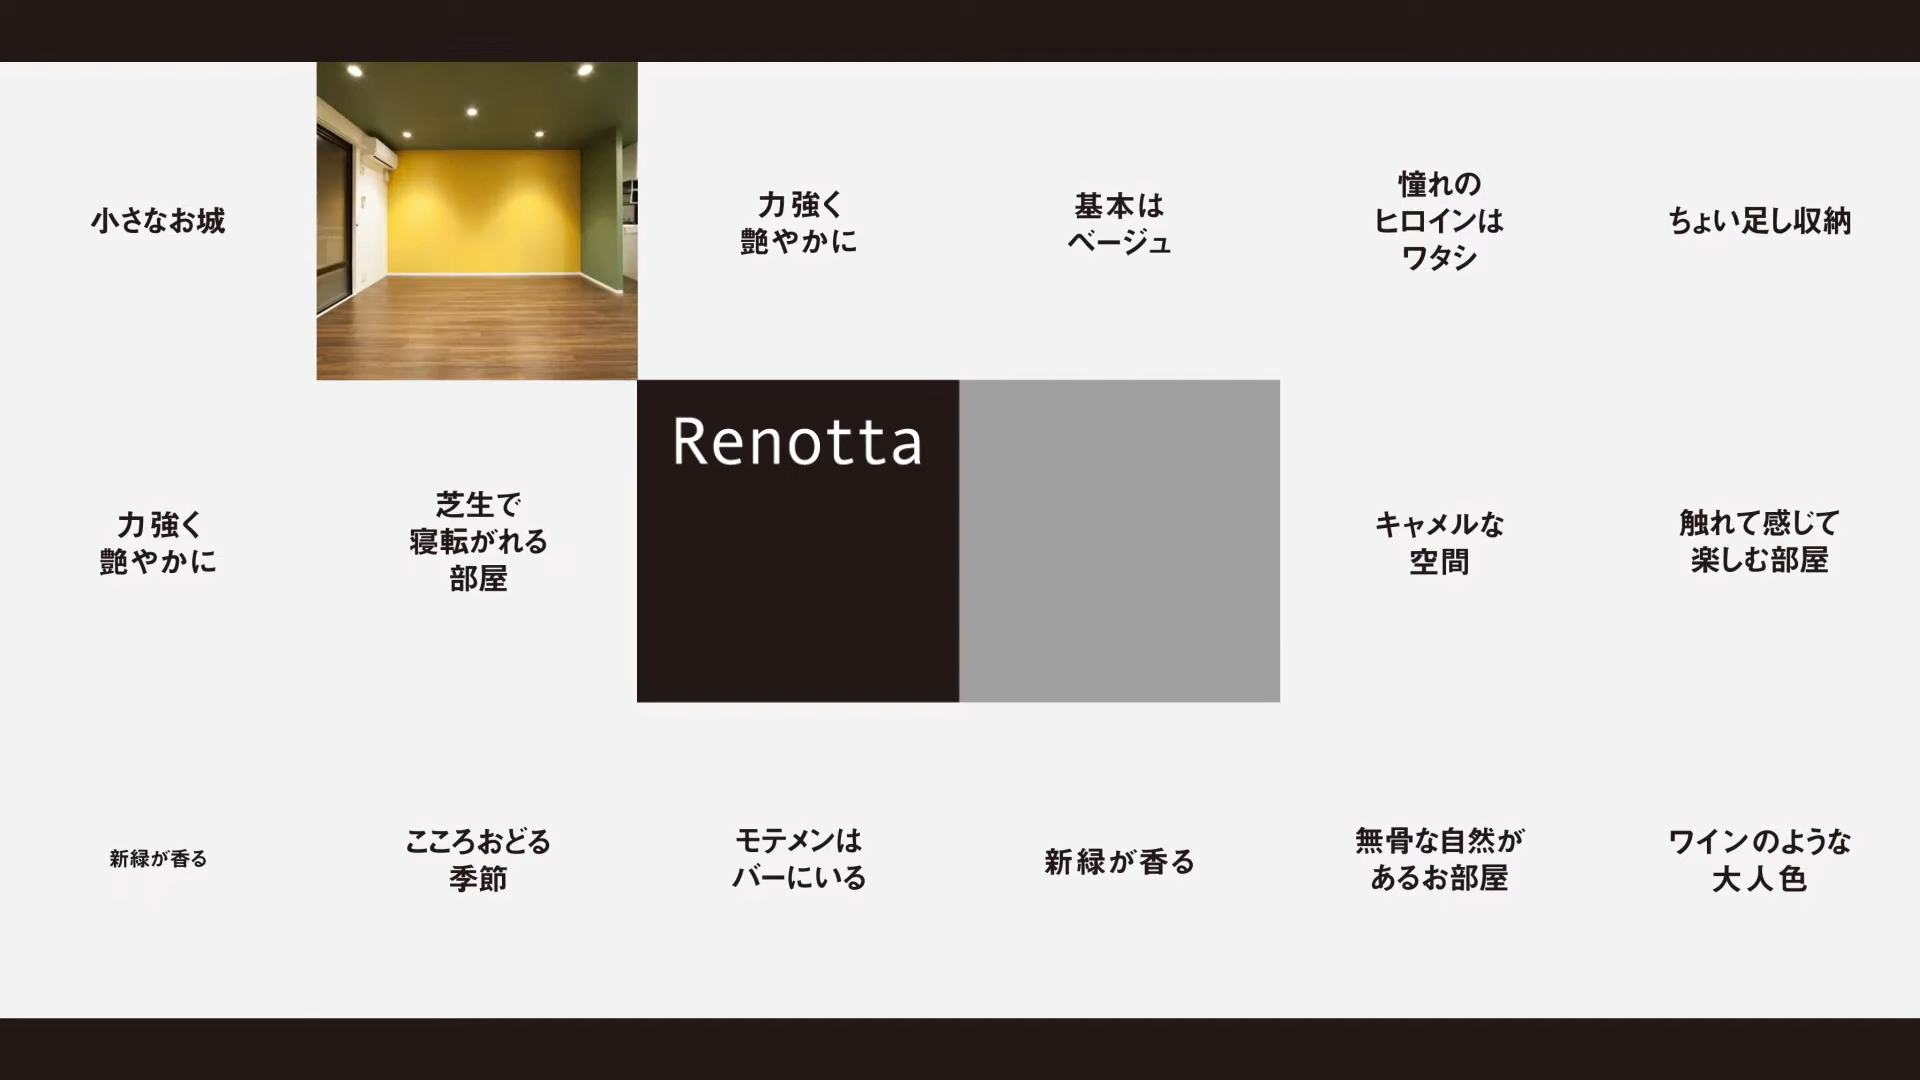 小さなお城
力強く
艶やかに
基本は
ベージュ
憧れの
ヒロインは
ワタシ
ちょい足し収納
力強く
艶やかに
芝生で
寝転がれる
部屋
Renotta
キャメルな
空間
触れて感じて
楽しむ部屋
新緑が香る
こころおどる
季節
モテメンは
バーにいる
新緑が香る
無骨な自然が
あるお部屋
ワインのような
大人色